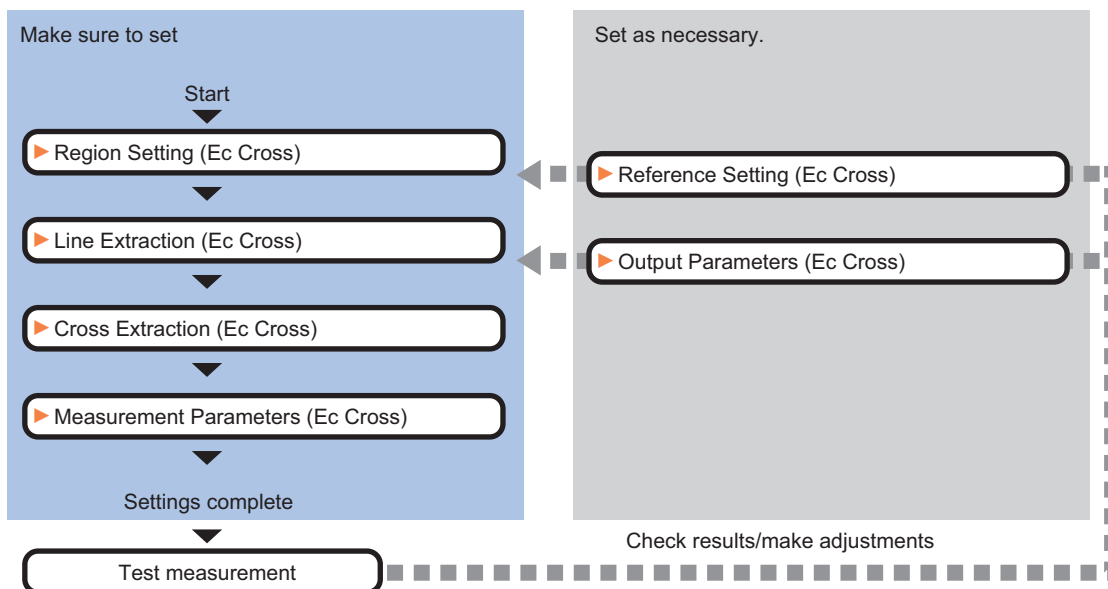 Make sure to set
Start
Region Setting (Ec Cross)
Line Extraction (Ec Cross)
Cross Extraction (Ec Cross)
Measurement Parameters (Ec Cross)
Settings complete
Test measurement
Set as necessary.
Reference Setting (Ec Cross)
Output Parameters (Ec Cross)
Check results/make adjustments